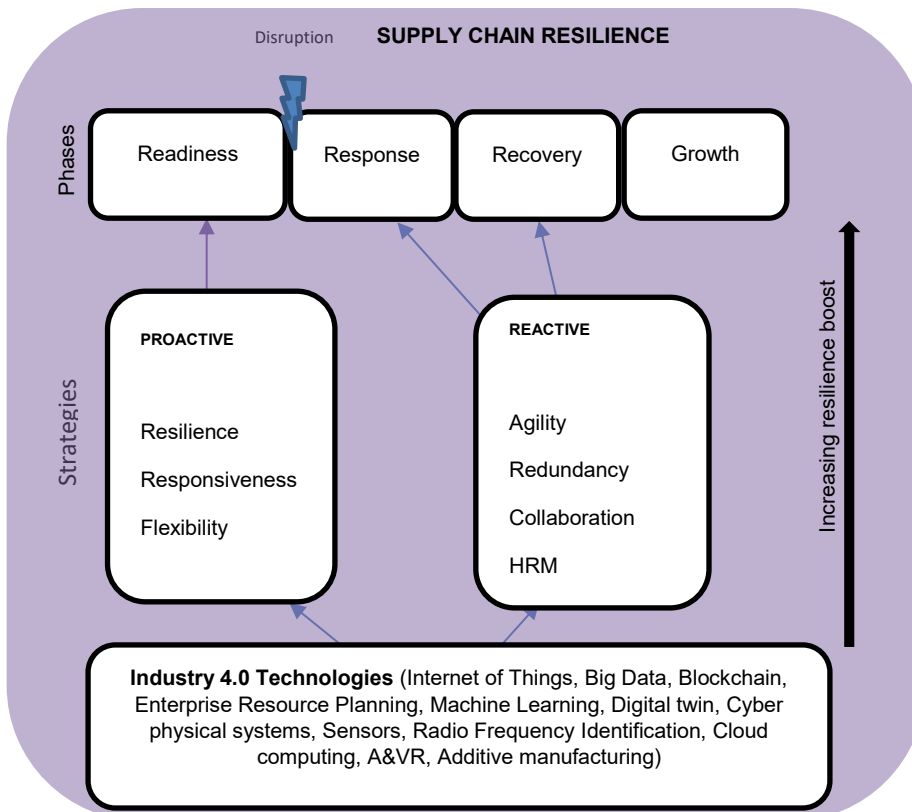 Disruption
SUPPLY CHAIN RESILIENCE
Phases
Readiness
Response
Recovery
Growth
Strategies
PROACTIVE
Resilience
Responsiveness
Flexibility
REACTIVE
Agility
Redundancy
Collaboration
HRM
Increasing resilience boost
Industry 4.0 Technologies (Internet of Things, Big Data, Blockchain,
Enterprise Resource Planning, Machine Learning, Digital twin, Cyber
physical systems, Sensors, Radio Frequency Identification, Cloud
computing, A&VR, Additive manufacturing)